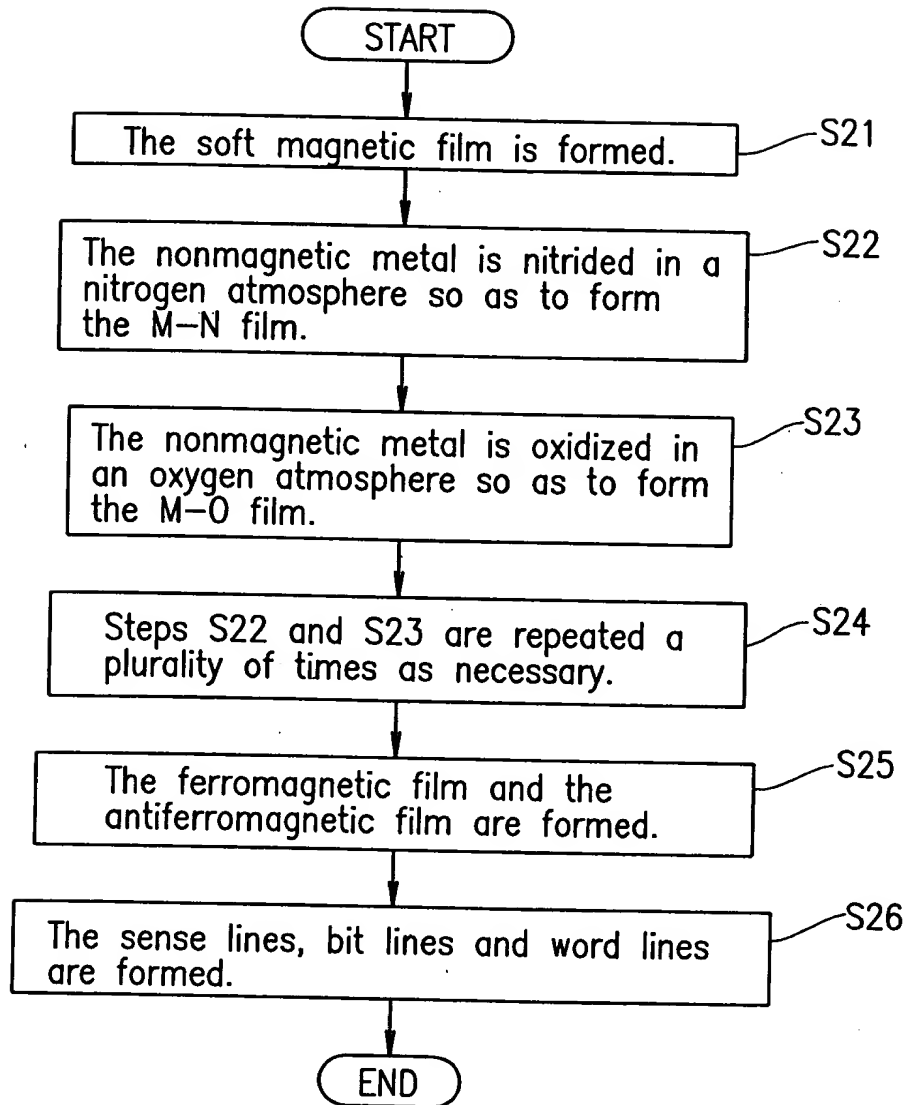 START
The soft magnetic film is formed.
S21
The nonmagnetic metal is nitrided in a
nitrogen atmosphere so as to form
the M–N film.
S22
The nonmagnetic metal is oxidized in
an oxygen atmosphere so as to form
the M–O film.
S23
Steps S22 and S23 are repeated a
plurality of times as necessary.
S24
The ferromagnetic film and the
antiferromagnetic film are formed.
S25
The sense lines, bit lines and word lines
are formed.
S26
END